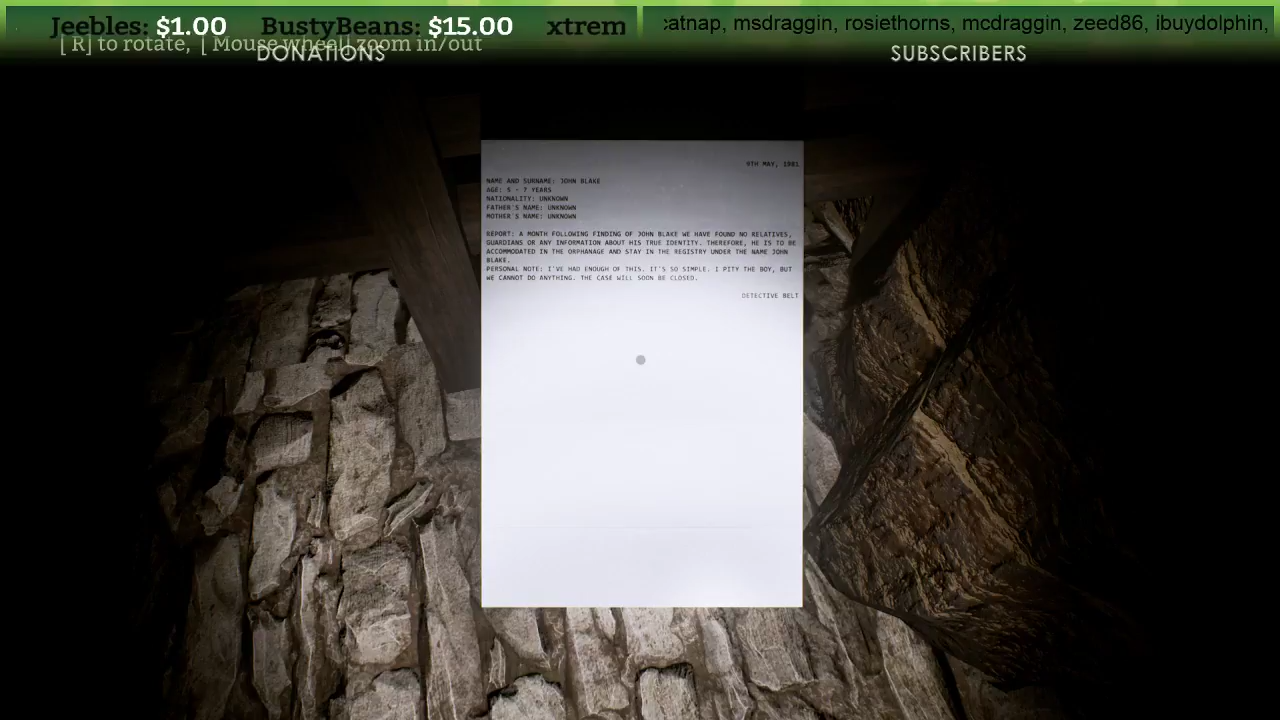 Jeebles: $1.00 BustyBeans: $15.00 xtrem
catnap, msdraggin, rosiethorns, mcdraggin, zeed86, ibuydolphin,
[ R] to rotate, [ Mouse wheel] zoom in/out
DONATIONS
SUBSCRIBERS
9TH MAY, 1981
NAME AND SURNAME: JOHN BLAKE
AGE: 5 - 7 YEARS
NATIONALITY: UNKNOWN
FATHER'S NAME: UNKNOWN
MOTHER'S NAME: UNKNOWN
REPORT: A MONTH FOLLOWING FINDING OF JOHN BLAKE WE HAVE FOUND NO RELATIVES,
GUARDIANS OR ANY INFORMATION ABOUT HIS TRUE IDENTITY. THEREFORE, HE IS TO BE
ACCOMMODATED IN THE ORPHANAGE AND STAY IN THE REGISTRY UNDER THE NAME JOHN
BLAKE.
PERSONAL NOTE: I'VE HAD ENOUGH OF THIS. IT'S SO SIMPLE. I PITY THE BOY, BUT
WE CANNOT DO ANYTHING. THE CASE WILL SOON BE CLOSED.
DETECTIVE BELT